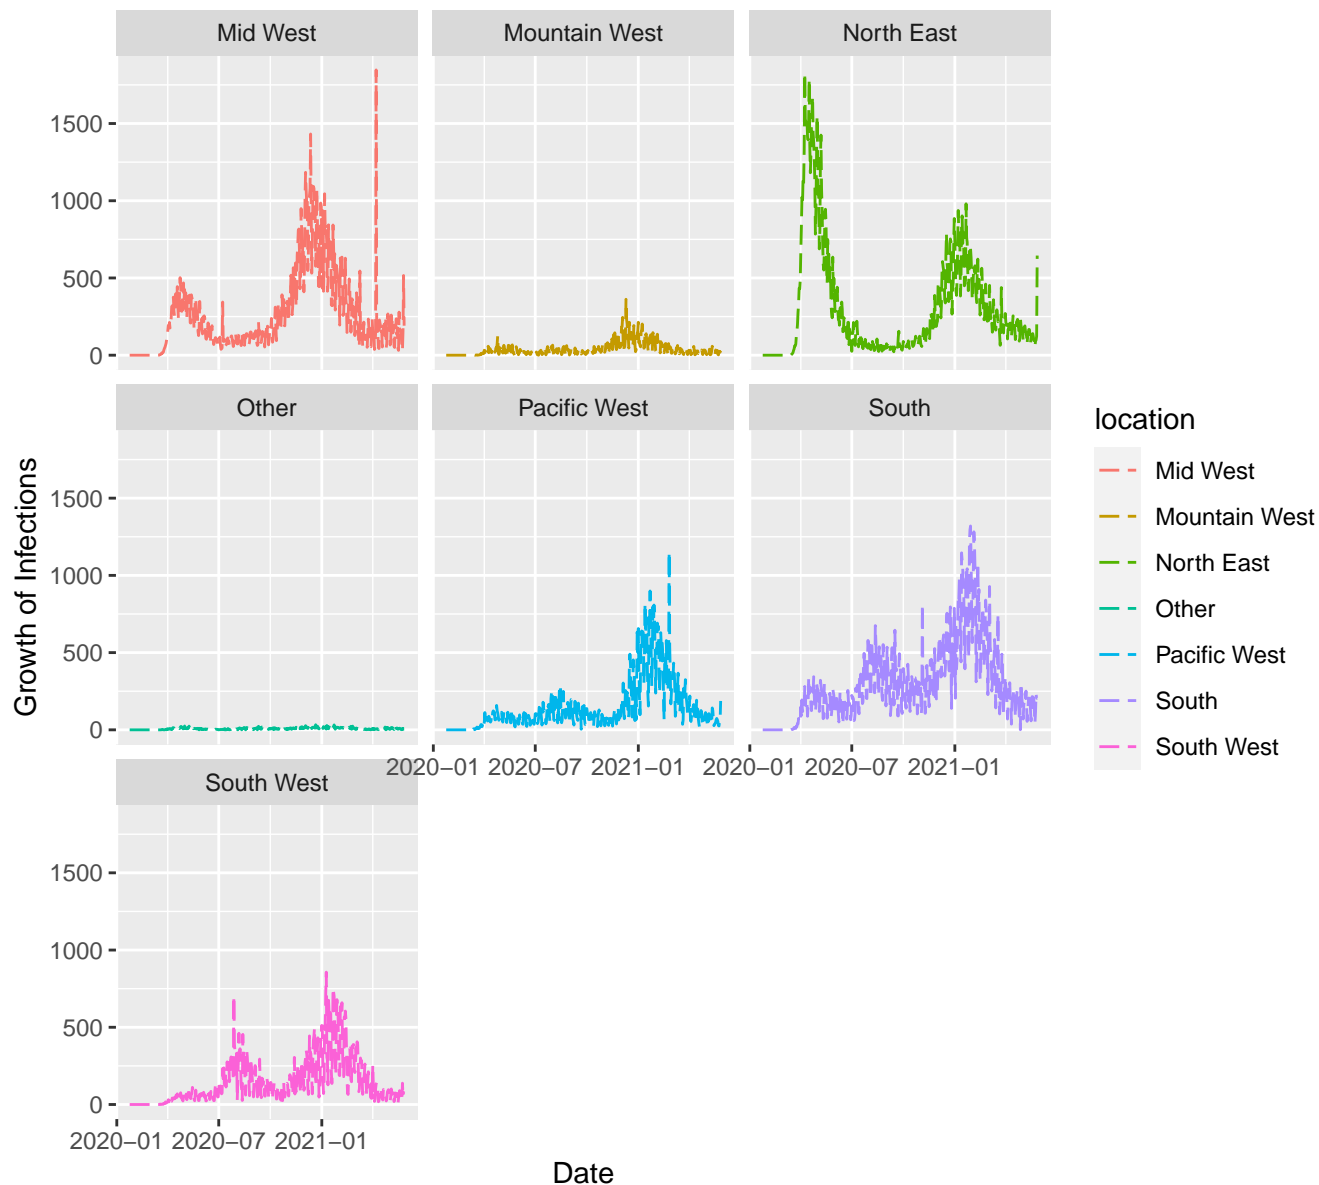 Mid West
Mountain West
North East
1500
1000
500
0
Other
Pacific West
South
1500
1000
500
0
2020−01 2020−07 2021−01
2020−01 2020−07 2021−01
South West
1500
1000
500
0
2020−01 2020−07 2021−01
Date
Growth of Infections
location
Mid West
Mountain West
North East
Other
Pacific West
South
South West